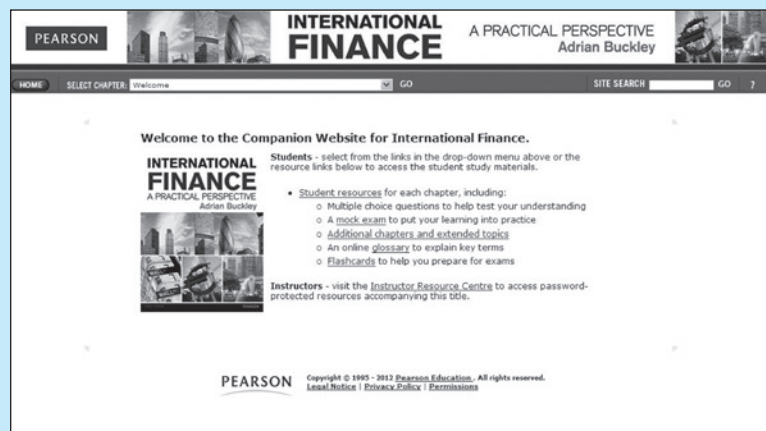 PEARSON
INTERNATIONAL
FINANCE
A PRACTICAL PERSPECTIVE
Adrian Buckley
HOME
SELECT CHAPTER: Welcome
GO
SITE SEARCH
GO
?
Welcome to the Companion Website for International Finance.
INTERNATIONAL
FINANCE
A PRACTICAL PERSPECTIVE
Adrian Buckley
Students - select from the links in the drop-down menu above or the
resource links below to access the student study materials.
• Student resources for each chapter, including:
o Multiple choice questions to help test your understanding
o A mock exam to put your learning into practice
o Additional chapters and extended topics
o An online glossary to explain key terms
o Flashcards to help you prepare for exams
Instructors - visit the Instructor Resource Centre to access password-
protected resources accompanying this title.
PEARSON
Copyright © 1995 - 2012 Pearson Education . All rights reserved.
Legal Notice | Privacy Policy | Permissions